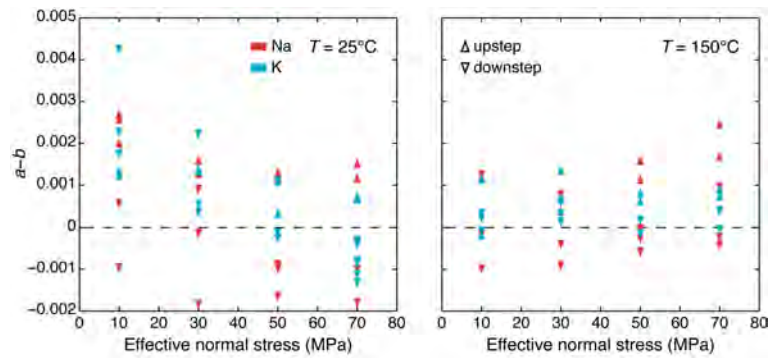 0.005
0.004
0.003
0.002
0.001
0
−0.001
−0.002
a–b
Na
K
T = 25°C
0 10 20 30 40 50 60 70 80
Effective normal stress (MPa)
upstep
downstep
T = 150°C
0 10 20 30 40 50 60 70 80
Effective normal stress (MPa)